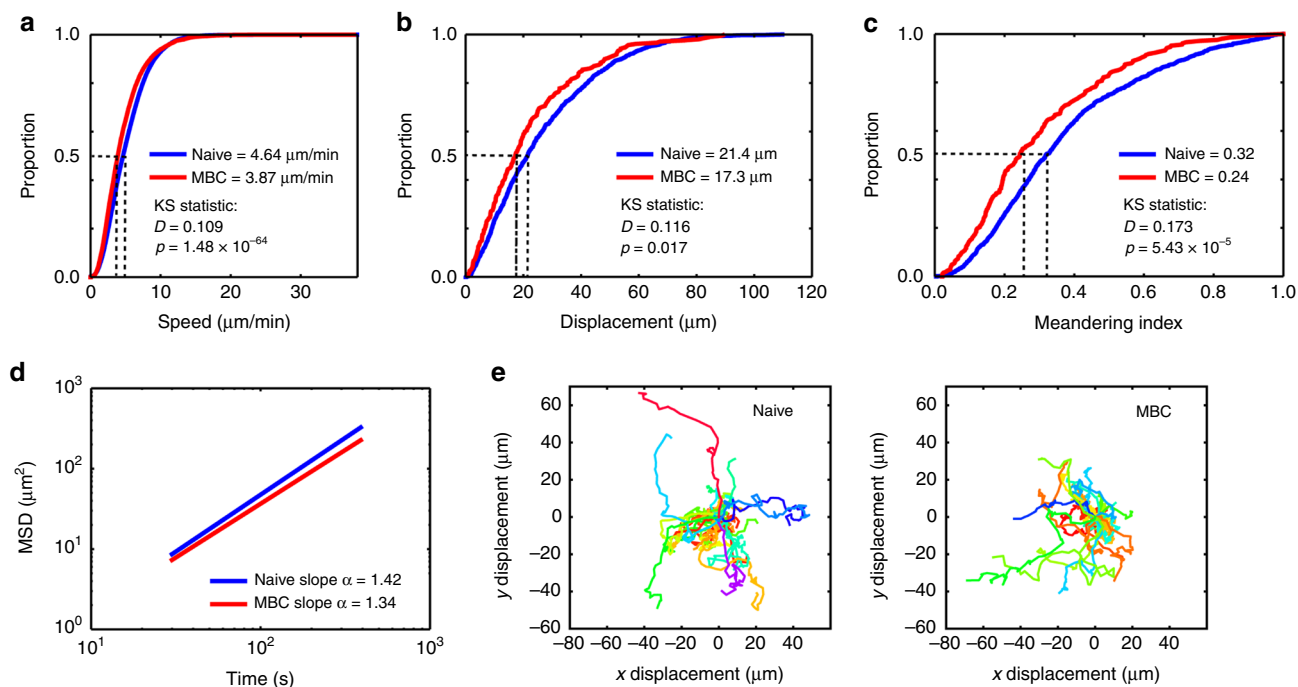 a
1.0
0.5
0.0
Proportion
Naive = 4.64 μm/min
MBC = 3.87 μm/min
KS statistic:
D = 0.109
p = 1.48 × 10⁻⁶⁴
0 10 20 30
Speed (μm/min)
b
1.0
0.5
0.0
Proportion
Naive = 21.4 μm
MBC = 17.3 μm
KS statistic:
D = 0.116
p = 0.017
0 20 40 60 80 100 120
Displacement (μm)
c
1.0
0.5
0.0
Proportion
Naive = 0.32
MBC = 0.24
KS statistic:
D = 0.173
p = 5.43 × 10⁻⁵
0.0 0.2 0.4 0.6 0.8 1.0
Meandering index
d
10³
10²
10¹
10⁰
MSD (μm²)
Naive slope α = 1.42
MBC slope α = 1.34
10¹ 10² 10³
Time (s)
e
Naive
60
40
20
0
−20
−40
−60
y displacement (μm)
−80 −60 −40 −20 0 20 40
x displacement (μm)
MBC
60
40
20
0
−20
−40
−60
y displacement (μm)
−80 −60 −40 −20 0 20 40
x displacement (μm)